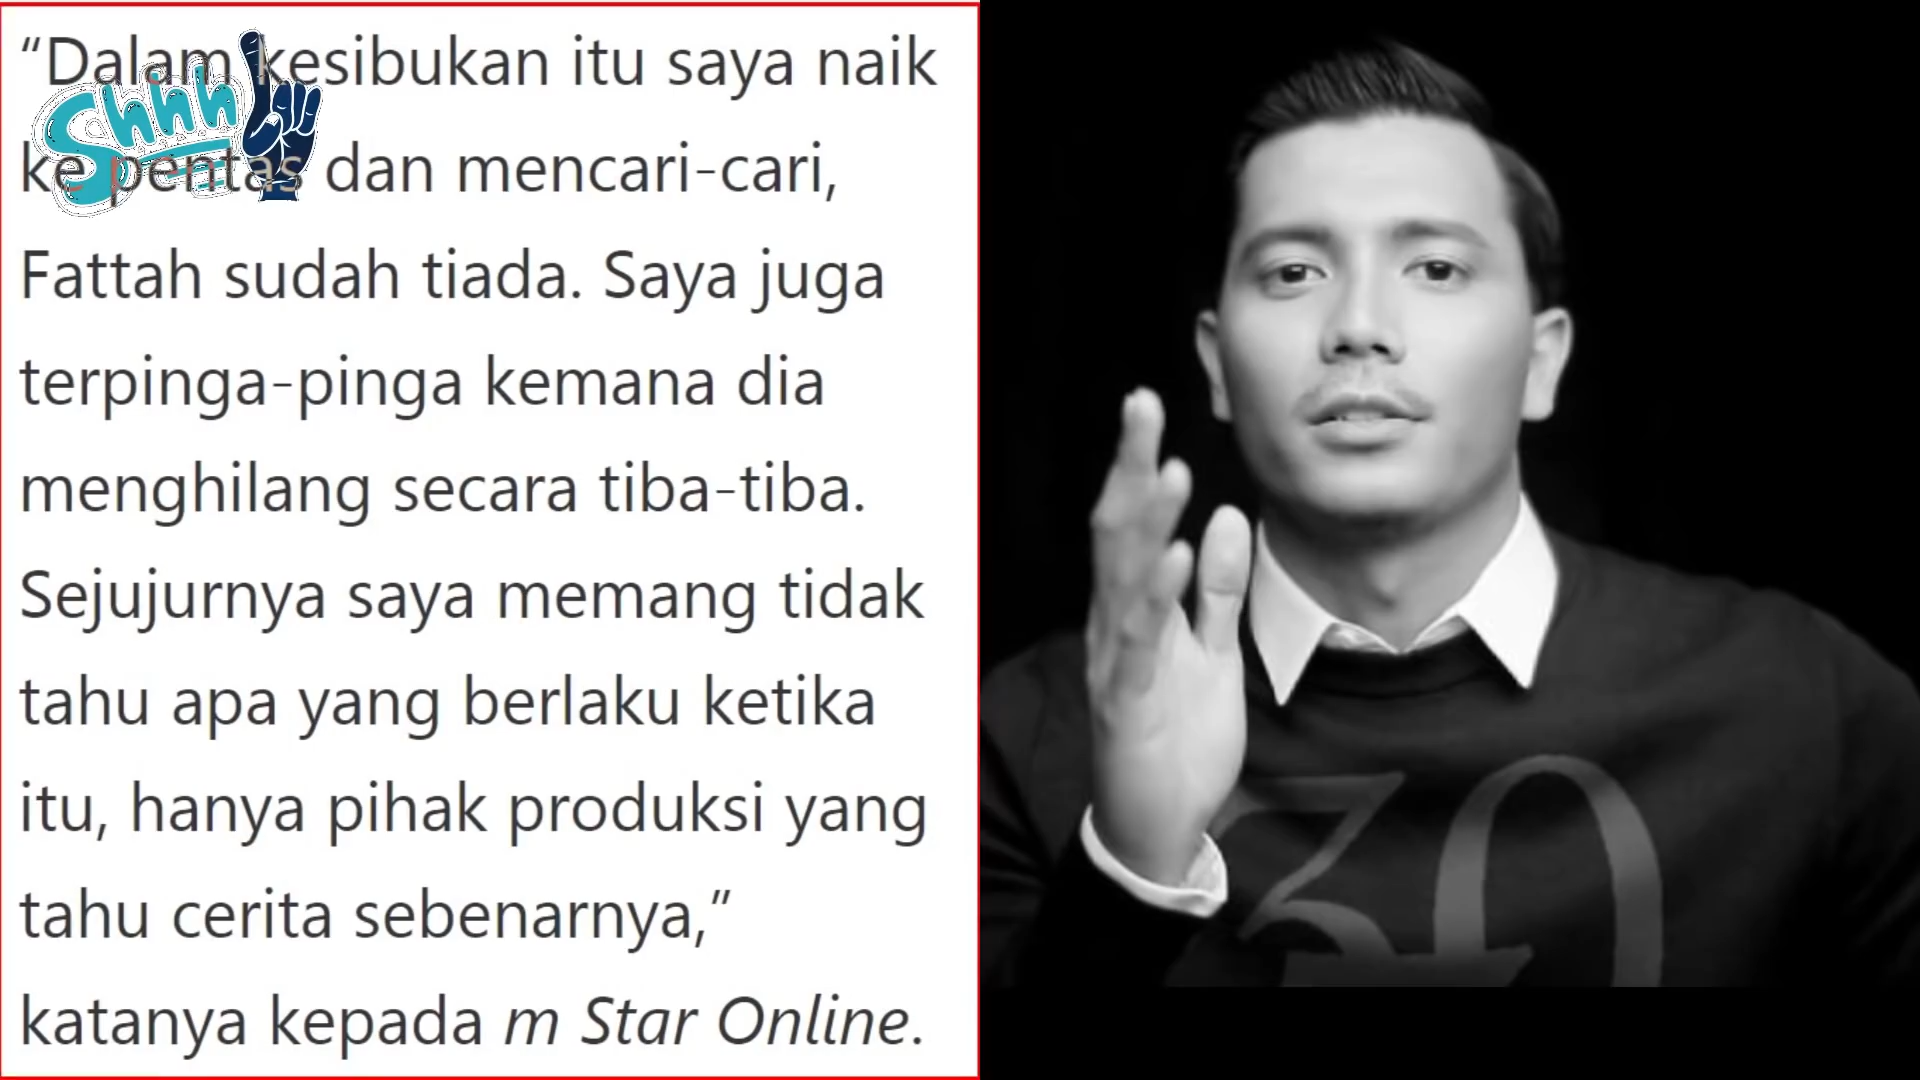 “Dalam kesibukan itu saya naik
ke pentas dan mencari-cari,
Fattah sudah tiada. Saya juga
terpinga-pinga kemana dia
menghilang secara tiba-tiba.
Sejujurnya saya memang tidak
tahu apa yang berlaku ketika
itu, hanya pihak produksi yang
tahu cerita sebenarnya,”
katanya kepada m Star Online.
Shhh
30